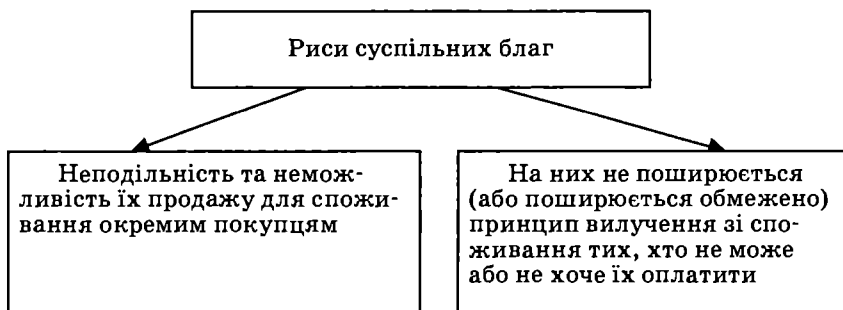 Риси суспільних благ
Неподільність та немож-
ливість їх продажу для спожи-
вання окремим покупцям
На них не поширюється
(або поширюється обмежено)
принцип вилучення зі спо-
живання тих, хто не може
або не хоче їх оплатити